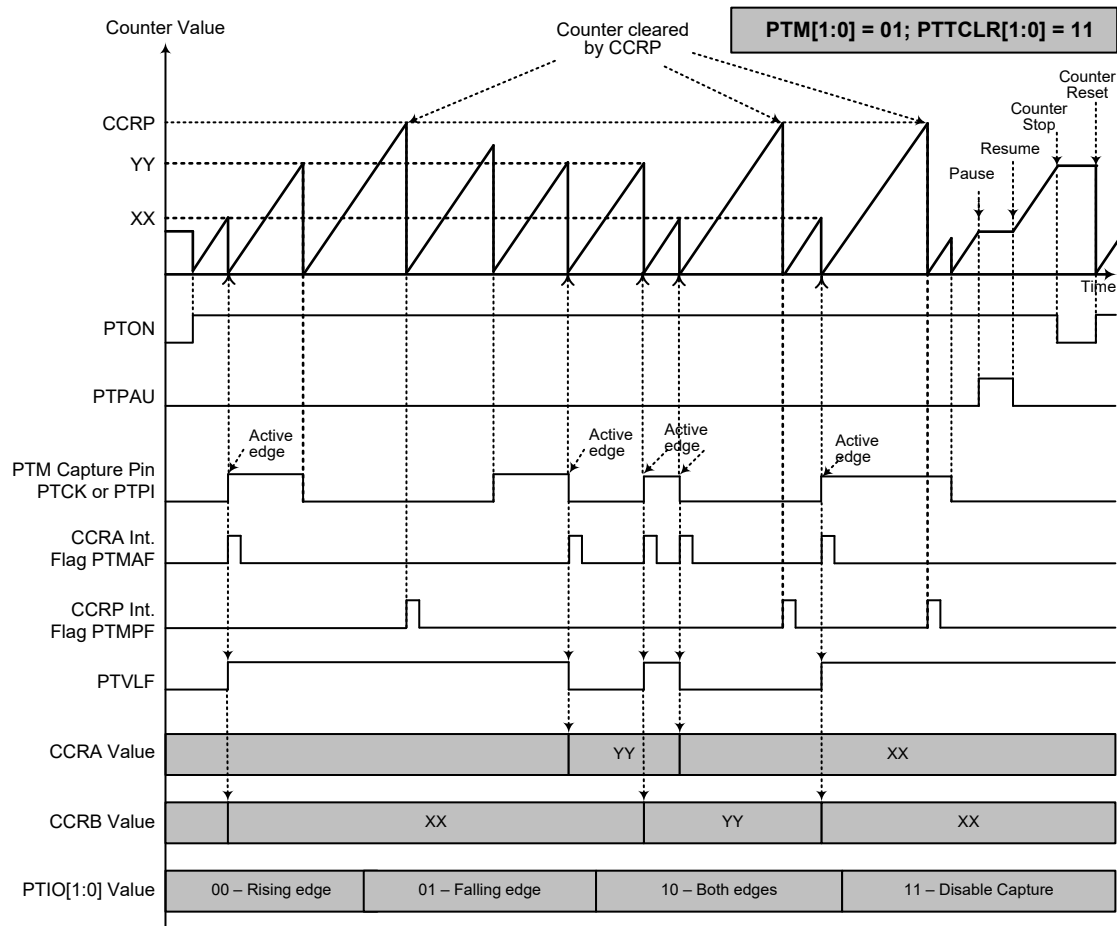 Counter Value
Counter cleared
by CCRP
PTM[1:0] = 01; PTTCLR[1:0] = 11
Counter
Reset
Counter
Stop
Resume
Pause
CCRP
YY
XX
Time
PTON
PTPAU
Active
edge
Active
edge
Active
edge
Active
edge
PTM Capture Pin
PTCK or PTPI
CCRA Int.
Flag PTMAF
CCRP Int.
Flag PTMPF
PTVLF
CCRA Value
YY
XX
CCRB Value
XX
YY
XX
PTIO[1:0] Value
00 – Rising edge
01 – Falling edge
10 – Both edges
11 – Disable Capture